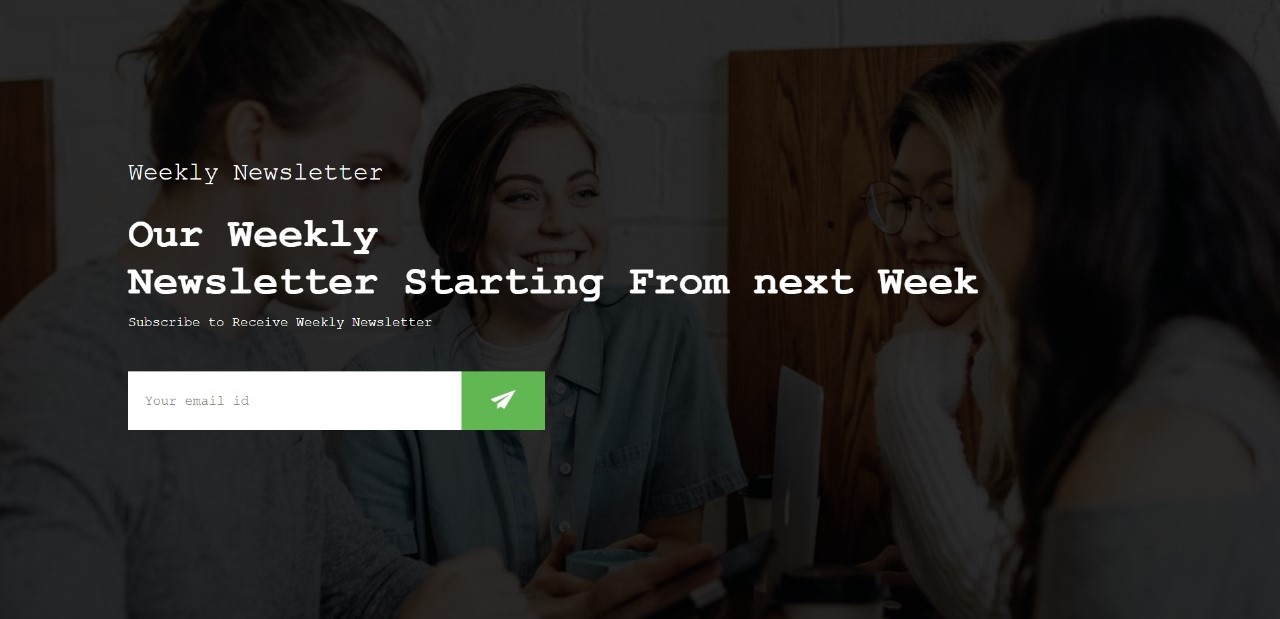 Weekly Newsletter
Our Weekly
Newsletter Starting From next Week
Subscribe to Receive Weekly Newsletter
Your email id